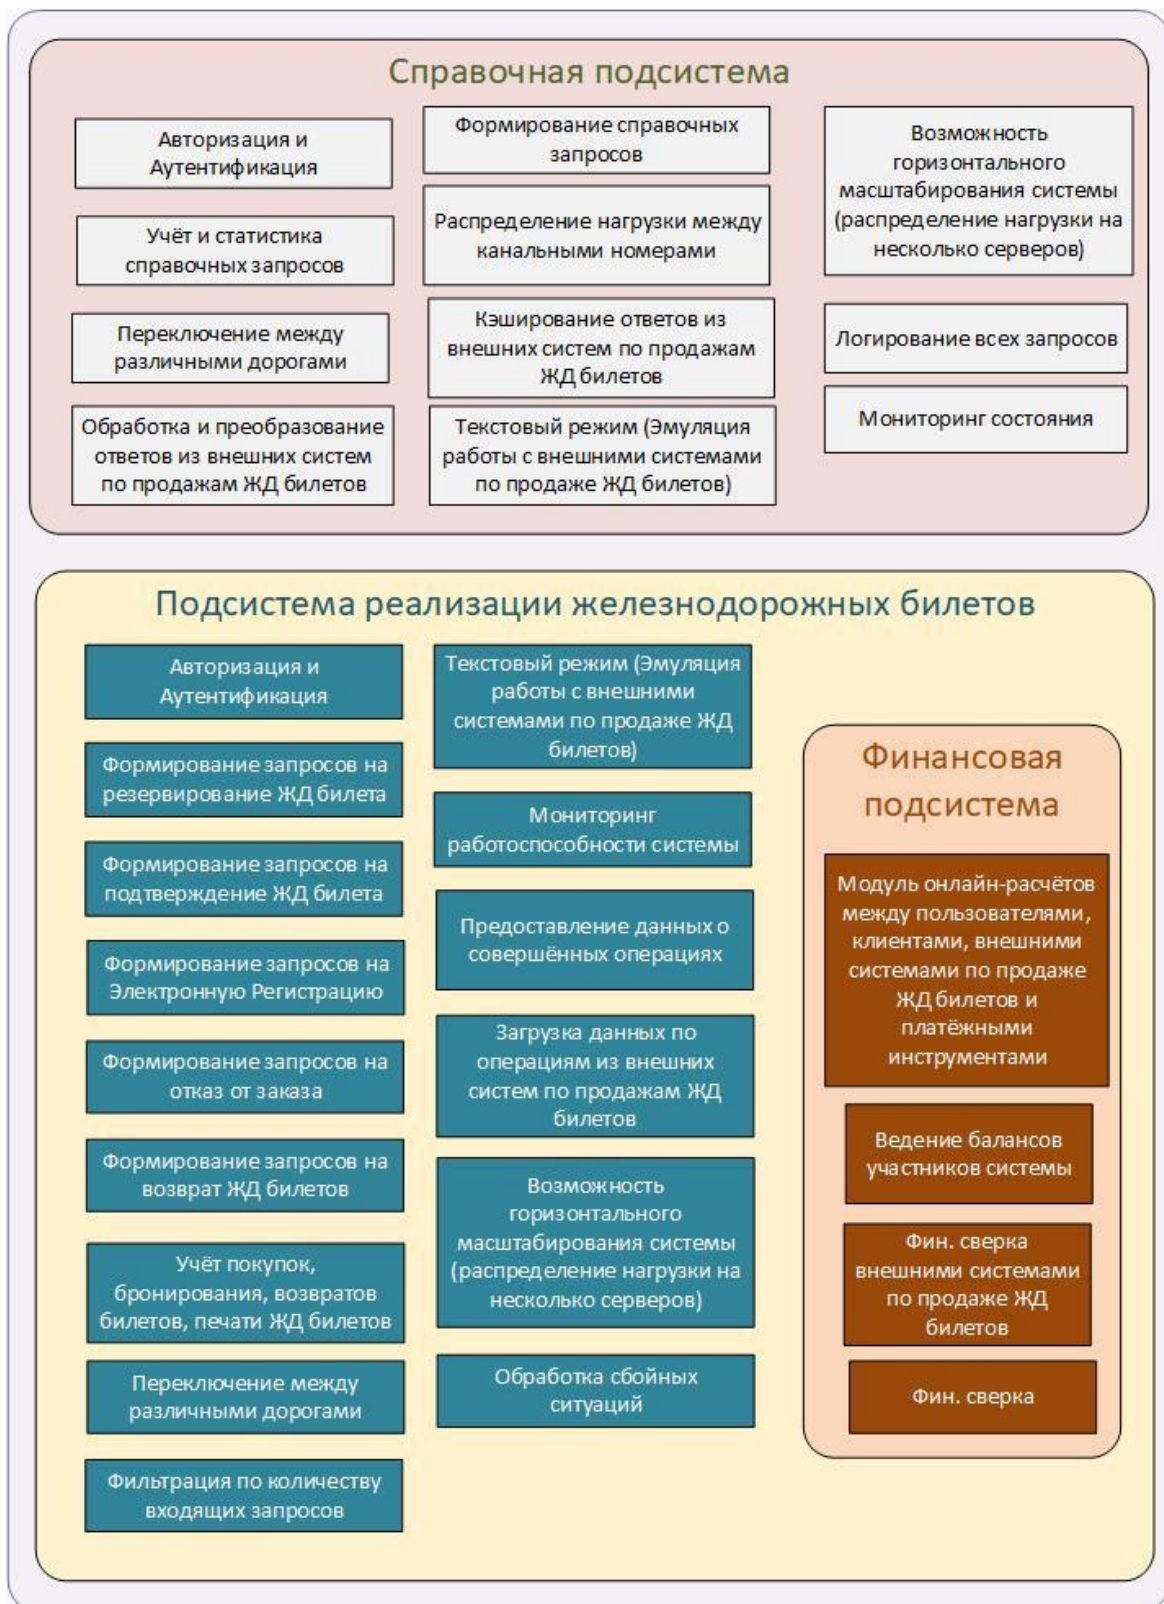 Справочная подсистема
Авторизация и
Аутентификация
Учёт и статистика
справочных запросов
Переключение между
различными дорогами
Обработка и преобразование
ответов из внешних систем
по продажам ЖД билетов
Формирование справочных
запросов
Распределение нагрузки между
канальными номерами
Кэширование ответов из
внешних систем по продажам
ЖД билетов
Текстовый режим (Эмуляция
работы с внешними системами
по продаже ЖД билетов)
Возможность
горизонтального
масштабирования системы
(распределение нагрузки на
несколько серверов)
Логирование всех запросов
Мониторинг состояния
Подсистема реализации железнодорожных билетов
Авторизация и
Аутентификация
Формирование запросов на
резервирование ЖД билета
Формирование запросов на
подтверждение ЖД билета
Формирование запросов на
Электронную Регистрацию
Формирование запросов на
отказ от заказа
Формирование запросов на
возврат ЖД билетов
Учёт покупок,
бронирования, возвратов
билетов, печати ЖД билетов
Переключение между
различными дорогами
Фильтрация по количеству
входящих запросов
Текстовый режим (Эмуляция
работы с внешними
системами по продаже ЖД
билетов)
Мониторинг
работоспособности системы
Предоставление данных о
совершённых операциях
Загрузка данных по
операциям из внешних
систем по продажам ЖД
билетов
Возможность
горизонтального
масштабирования системы
(распределение нагрузки на
несколько серверов)
Обработка сбойных
ситуаций
Финансовая
подсистема
Модуль онлайн-расчётов
между пользователями,
клиентами, внешними
системами по продаже
ЖД билетов и
платёжными
инструментами
Ведение балансов
участников системы
Фин. сверка
внешними системами
по продаже ЖД
билетов
Фин. сверка